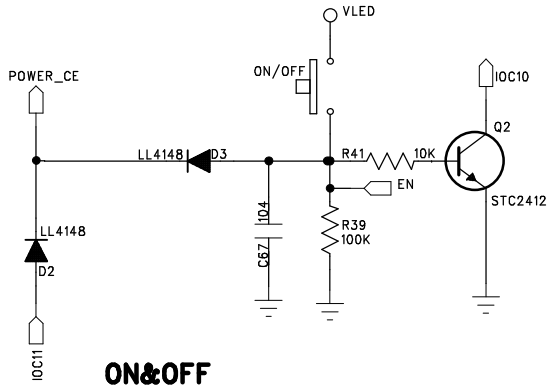 VLED
POWER_CE
ON/OFF
IOC10
Q2
LL4148
D3
R41
10K
EN
STC2412
104
C67
R39
100K
LL4148
D2
IOC11
ON&OFF